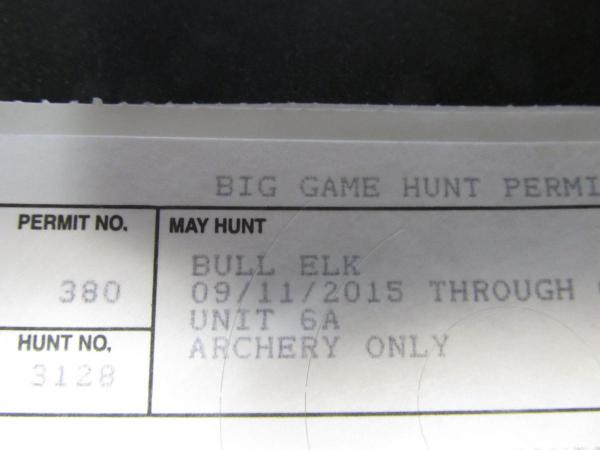 BIG GAME HUNT PERMI
PERMIT NO.
380
HUNT NO.
3128
MAY HUNT
BULL ELK
09/11/2015 THROUGH
UNIT 6A
ARCHERY ONLY